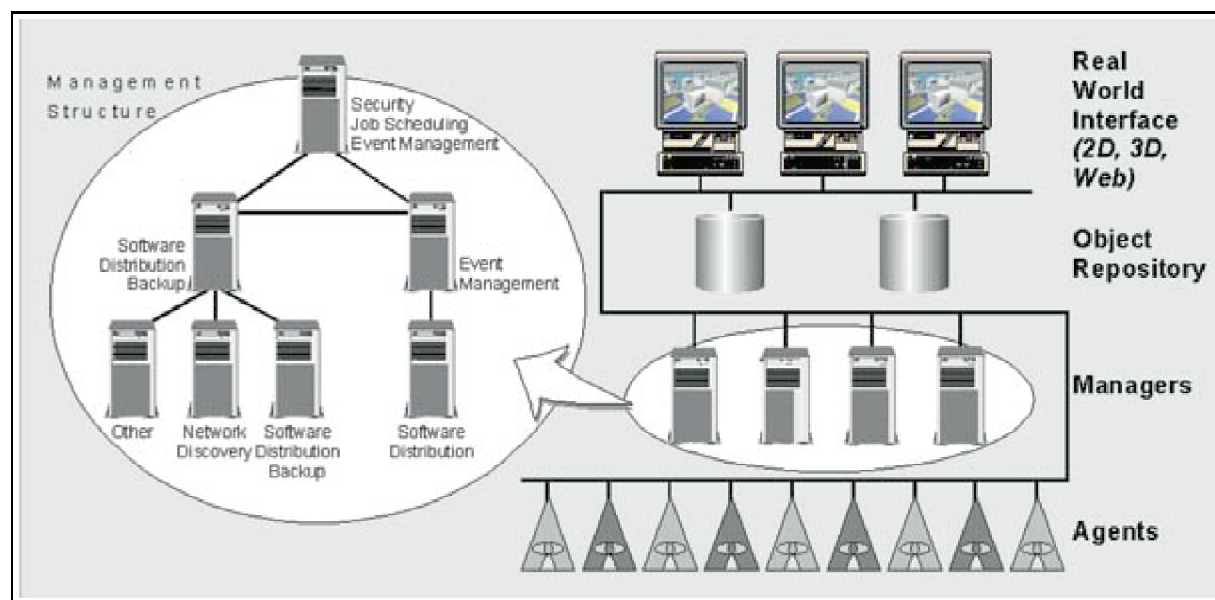 Management
Structure
Security
Job Scheduling
Event Management
Software
Distribution
Backup
Event
Management
Other
Network
Discovery
Software
Distribution
Backup
Software
Distribution
Real
World
Interface
(2D, 3D,
Web)
Object
Repository
Managers
Agents